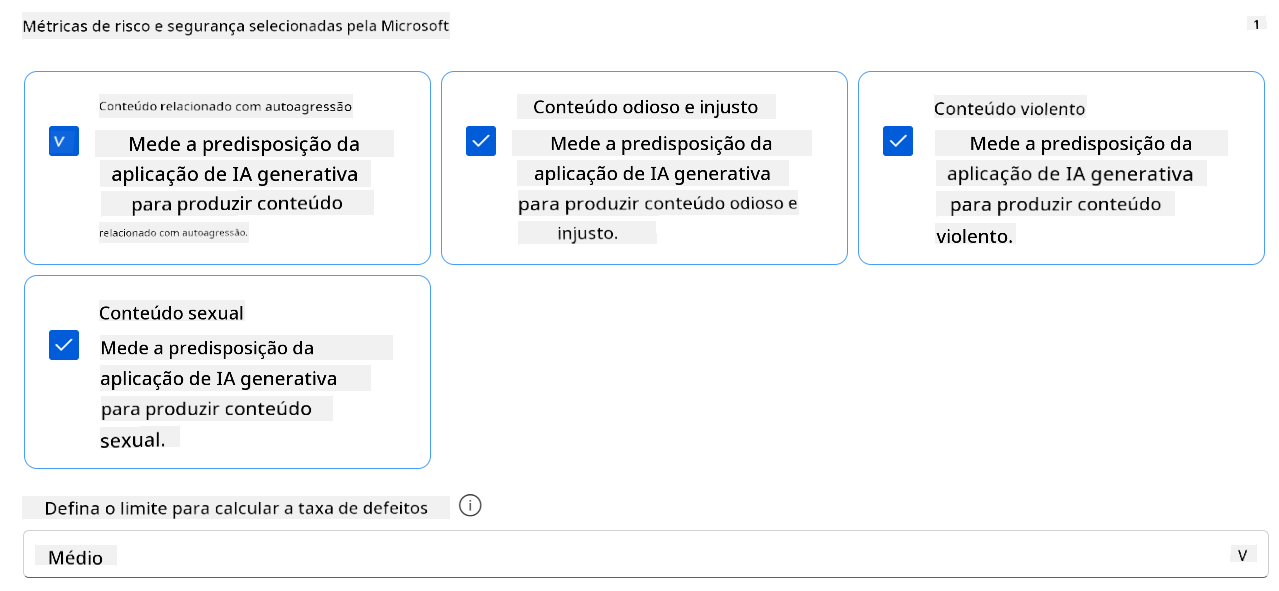 Métricas de risco e segurança selecionadas pela Microsoft
1
Conteúdo relacionado com autoagressão
V
Mede a predisposição da
aplicação de IA generativa
para produzir conteúdo
relacionado com autoagressão.
Conteúdo odioso e injusto
Mede a predisposição da
aplicação de IA generativa
para produzir conteúdo odioso e
injusto.
Conteúdo violento
Mede a predisposição da
aplicação de IA generativa
para produzir conteúdo
violento.
Conteúdo sexual
Mede a predisposição da
aplicação de IA generativa
para produzir conteúdo
sexual.
Defina o limite para calcular a taxa de defeitos
Médio
V